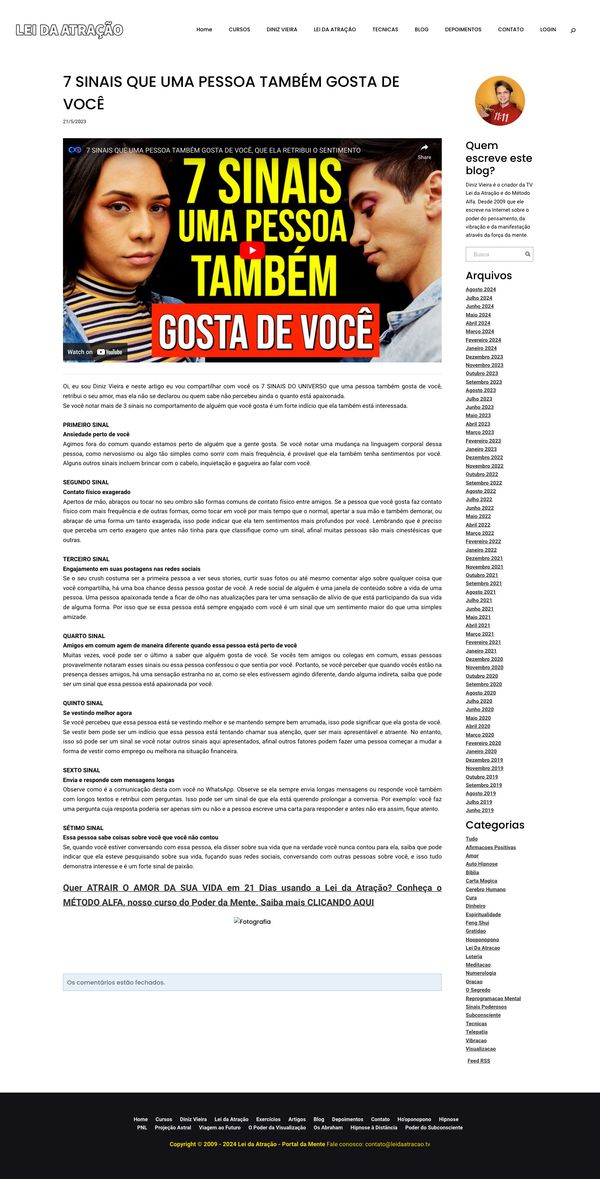 LEI DA ATRAÇÃO
Home CURSOS DINIZ VIEIRA LEI DA ATRAÇÃO TECNICAS BLOG DEPOIMENTOS CONTATO LOGIN
7 SINAIS QUE UMA PESSOA TAMBÉM GOSTA DE
VOCÊ
21/5/2023
7 SINAIS QUE UMA PESSOA TAMBÉM GOSTA DE VOCÊ, QUE ELA RETRIBUI O SENTIMENTO
Share
7 SINAIS
UMA PESSOA
TAMBÉM
GOSTA DE VOCÊ
Watch on YouTube
Oi, eu sou Diniz Vieira e neste artigo eu vou compartilhar com você os 7 SINAIS DO UNIVERSO que uma pessoa também gosta de você,
retribui o seu amor, mas ela não se declarou ou quem sabe não percebeu ainda o quanto está apaixonada.
Se você notar mais de 3 sinais no comportamento de alguém que você gosta é um forte indício que ela também está interessada.
PRIMEIRO SINAL
Ansiedade perto de você
Agimos fora do comum quando estamos perto de alguém que a gente gosta. Se você notar uma mudança na linguagem corporal dessa
pessoa, como nervosismo ou algo tão simples como sorrir com mais frequência, é provável que ela também tenha sentimentos por você.
Alguns outros sinais incluem brincar com o cabelo, inquietação e gagueira ao falar com você.
SEGUNDO SINAL
Contato físico exagerado
Apertos de mão, abraços ou tocar no seu ombro são formas comuns de contato físico entre amigos. Se a pessoa que você gosta faz contato
físico com mais frequência e de outras formas, como tocar em você por mais tempo que o normal, apertar a sua mão e também demorar, ou
abraçar de uma forma um tanto exagerada, isso pode indicar que ela tem sentimentos mais profundos por você. Lembrando que é preciso
que perceba um certo exagero que antes não tinha para que classifique como um sinal, afinal muitas pessoas são mais cinestésicas que
outras.
TERCEIRO SINAL
Engajamento em suas postagens nas redes sociais
Se o seu crush costuma ser a primeira pessoa a ver seus stories, curtir suas fotos ou até mesmo comentar algo sobre qualquer coisa que
você compartilha, há uma boa chance dessa pessoa gostar de você. A rede social de alguém é uma janela de conteúdo sobre a vida de uma
pessoa. Uma pessoa apaixonada tende a ficar de olho nas atualizações para ter uma sensação de alívio de que está participando da sua vida
de alguma forma. Por isso que se essa pessoa está sempre engajado com você é um sinal que um sentimento maior do que uma simples
amizade.
QUARTO SINAL
Amigos em comum agem de maneira diferente quando essa pessoa está perto de você
Muitas vezes, você pode ser o último a saber que alguém gosta de você. Se vocês tem amigos ou colegas em comum, essas pessoas
provavelmente notaram esses sinais ou essa pessoa confessou o que sentia por você. Portanto, se você perceber que quando vocês estão na
presença desses amigos, há uma sensação estranha no ar, como se eles estivessem agindo diferente, dando alguma indireta, saiba que pode
ser um sinal que essa pessoa está apaixonada por você.
QUINTO SINAL
Se vestindo melhor agora
Se você percebeu que essa pessoa está se vestindo melhor e se mantendo sempre bem arrumada, isso pode significar que ela gosta de você.
Se vestir bem pode ser um indício que essa pessoa está tentando chamar sua atenção, quer ser mais apresentável e atraente. No entanto,
isso só pode ser um sinal se você notar outros sinais aqui apresentados, afinal outros fatores podem fazer uma pessoa começar a mudar a
forma de vestir como emprego ou melhora na situação financeira.
SEXTO SINAL
Envia e responde com mensagens longas
Observe como é a comunicação desta com você no WhatsApp. Observe se ela sempre envia longas mensagens ou responde você também
com longos textos e retribui com perguntas. Isso pode ser um sinal de que ela está querendo prolongar a conversa. Por exemplo: você faz
uma pergunta cuja resposta poderia ser apenas sim ou não e a pessoa escreve uma carta para responder e antes não era assim, fique atento.
SÉTIMO SINAL
Essa pessoa sabe coisas sobre você que você não contou
Se, quando você estiver conversando com essa pessoa, ela disser sobre sua vida que na verdade você nunca contou para ela, saiba que pode
indicar que ela esteve pesquisando sobre sua vida, fuçando suas redes sociais, conversando com outras pessoas sobre você, e isso tudo
demonstra interesse e é um forte sinal de paixão.
Quer ATRAIR O AMOR DA SUA VIDA em 21 Dias usando a Lei da Atração? Conheça o
MÉTODO ALFA, nosso curso do Poder da Mente. Saiba mais CLICANDO AQUI
Fotografia
Os comentários estão fechados.
11:11
Quem
escreve este
blog?
Diniz Vieira é o criador da TV
Lei da Atração e do Método
Alfa. Desde 2009 que ele
escreve na Internet sobre o
poder do pensamento, da
vibração e da manifestação
através da força da mente.
Busca
Arquivos
Agosto 2024
Julho 2024
Junho 2024
Maio 2024
Abril 2024
Março 2024
Fevereiro 2024
Janeiro 2024
Dezembro 2023
Novembro 2023
Outubro 2023
Setembro 2023
Agosto 2023
Julho 2023
Junho 2023
Maio 2023
Abril 2023
Março 2023
Fevereiro 2023
Janeiro 2023
Dezembro 2022
Novembro 2022
Outubro 2022
Setembro 2022
Agosto 2022
Julho 2022
Junho 2022
Maio 2022
Abril 2022
Março 2022
Fevereiro 2022
Janeiro 2022
Dezembro 2021
Novembro 2021
Outubro 2021
Setembro 2021
Agosto 2021
Julho 2021
Junho 2021
Maio 2021
Abril 2021
Março 2021
Fevereiro 2021
Janeiro 2021
Dezembro 2020
Novembro 2020
Outubro 2020
Setembro 2020
Agosto 2020
Julho 2020
Junho 2020
Maio 2020
Abril 2020
Março 2020
Fevereiro 2020
Janeiro 2020
Dezembro 2019
Novembro 2019
Outubro 2019
Setembro 2019
Agosto 2019
Julho 2019
Junho 2019
Categorias
Tudo
Afirmacoes Positivas
Amor
Auto Hipnose
Biblia
Carta Magica
Cerebro Humano
Cura
Dinheiro
Espiritualidade
Feng Shui
Gratidao
Hooponopono
Lei Da Atracao
Loteria
Meditacao
Numerologia
Oracao
O Segredo
Reprogramacao Mental
Sinais Poderosos
Subconsciente
Tecnicas
Telepatia
Vibracao
Visualizacao
Feed RSS
Home Cursos Diniz Vieira Lei da Atração Exercícios Artigos Blog Depoimentos Contato Ho'oponopono Hipnose
PNL Projeção Astral Viagem ao Futuro O Poder da Visualização Os Abraham Hipnose à Distância Poder do Subconsciente
Copyright © 2009 - 2024 Lei da Atração - Portal da Mente Fale conosco: contato@leidaatracao.tv